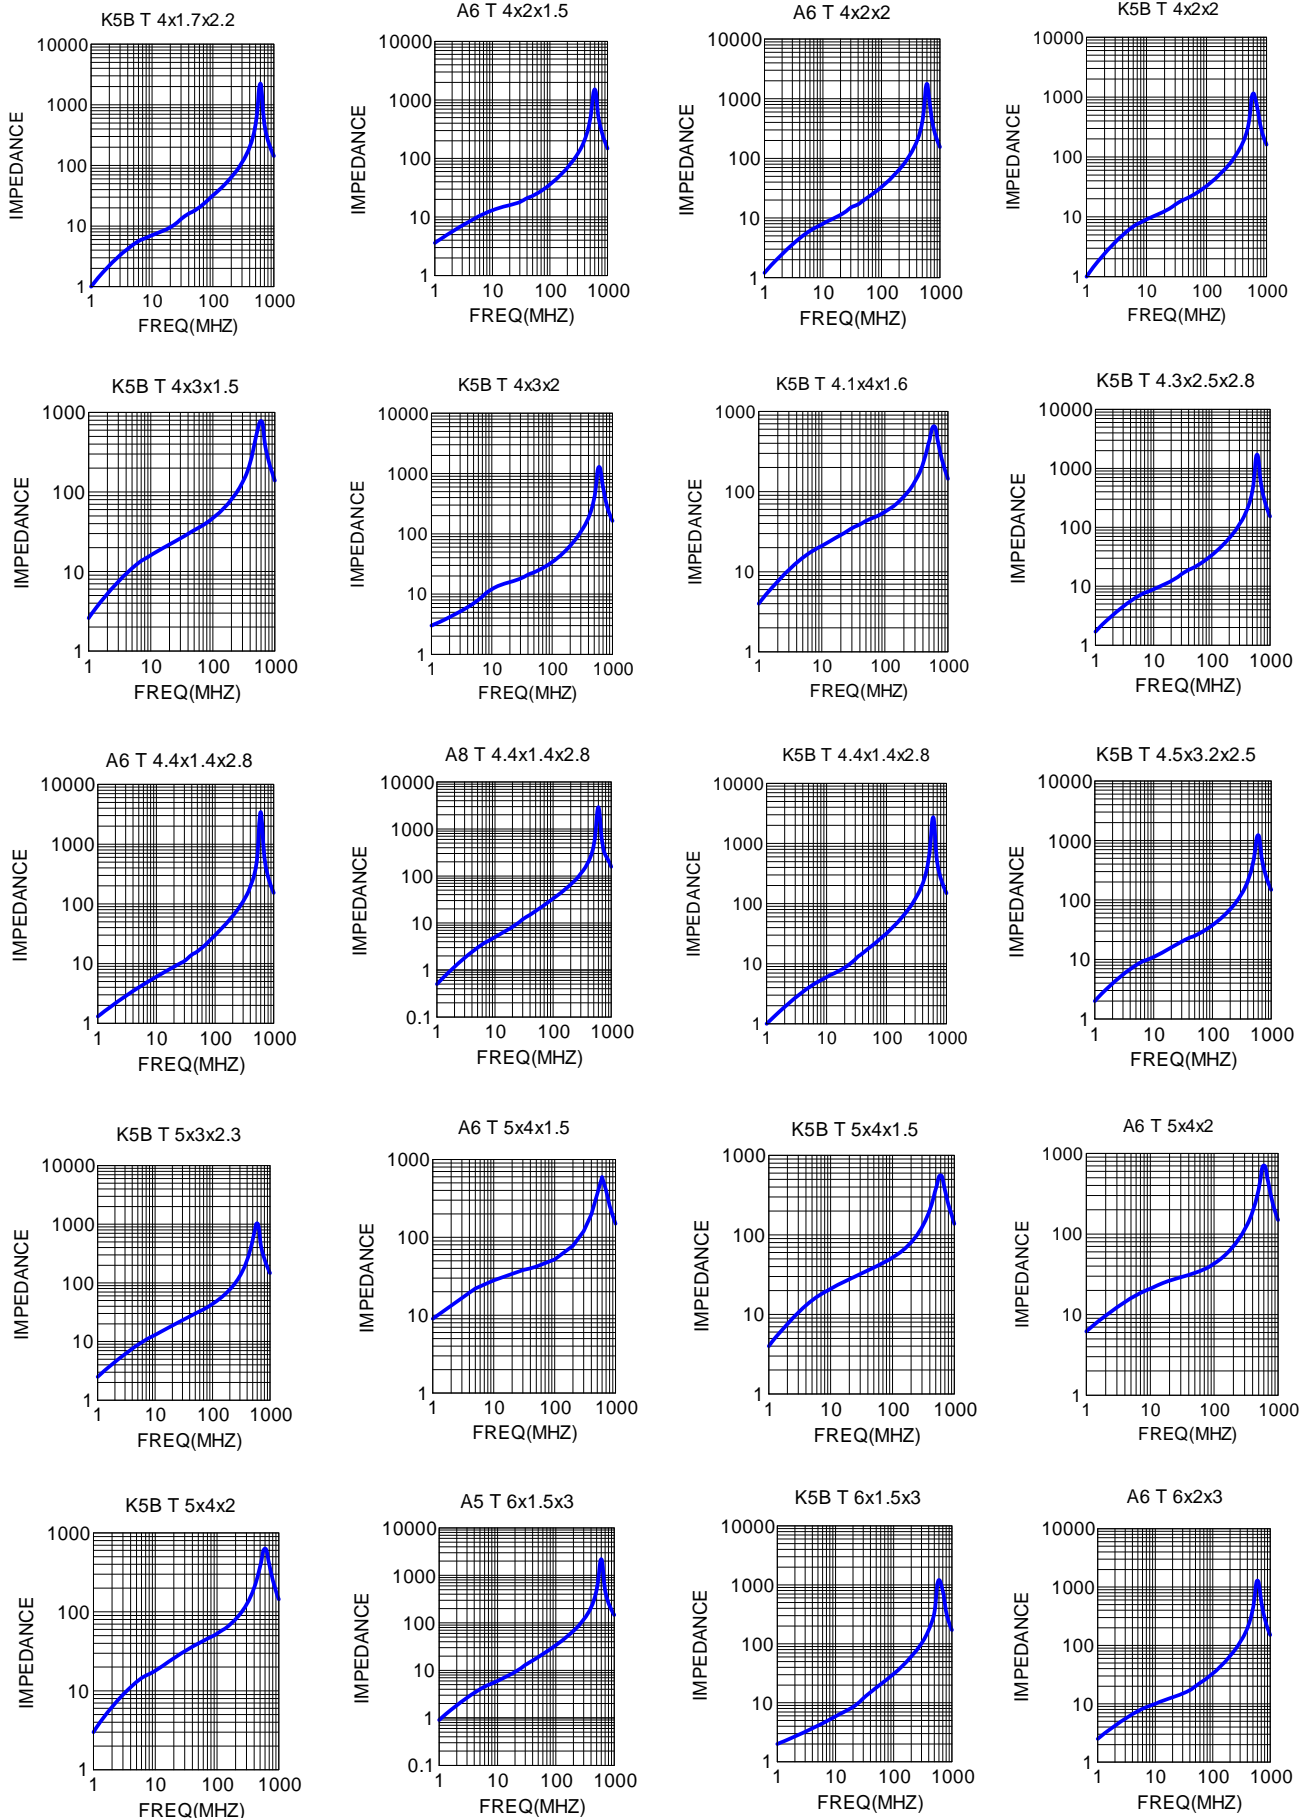 K5B T 4x1.7x2.2
10000
1000
100
10
1
1 10 100 1000
FREQ(MHZ)
IMPEDANCE
A6 T 4x2x1.5
10000
1000
100
10
1
1 10 100 1000
FREQ(MHZ)
IMPEDANCE
A6 T 4x2x2
10000
1000
100
10
1
1 10 100 1000
FREQ(MHZ)
IMPEDANCE
K5B T 4x2x2
10000
1000
100
10
1
1 10 100 1000
FREQ(MHZ)
IMPEDANCE
K5B T 4x3x1.5
1000
100
10
1
1 10 100 1000
FREQ(MHZ)
IMPEDANCE
K5B T 4x3x2
10000
1000
100
10
1
1 10 100 1000
FREQ(MHZ)
IMPEDANCE
K5B T 4.1x4x1.6
1000
100
10
1
1 10 100 1000
FREQ(MHZ)
IMPEDANCE
K5B T 4.3x2.5x2.8
10000
1000
100
10
1
1 10 100 1000
FREQ(MHZ)
IMPEDANCE
A6 T 4.4x1.4x2.8
10000
1000
100
10
1
1 10 100 1000
FREQ(MHZ)
IMPEDANCE
A8 T 4.4x1.4x2.8
10000
1000
100
10
1
0.1
1 10 100 1000
FREQ(MHZ)
IMPEDANCE
K5B T 4.4x1.4x2.8
10000
1000
100
10
1
1 10 100 1000
FREQ(MHZ)
IMPEDANCE
K5B T 4.5x3.2x2.5
10000
1000
100
10
1
1 10 100 1000
FREQ(MHZ)
IMPEDANCE
K5B T 5x3x2.3
10000
1000
100
10
1
1 10 100 1000
FREQ(MHZ)
IMPEDANCE
A6 T 5x4x1.5
1000
100
10
1
1 10 100 1000
FREQ(MHZ)
IMPEDANCE
K5B T 5x4x1.5
1000
100
10
1
1 10 100 1000
FREQ(MHZ)
IMPEDANCE
A6 T 5x4x2
1000
100
10
1
1 10 100 1000
FREQ(MHZ)
IMPEDANCE
K5B T 5x4x2
1000
100
10
1
1 10 100 1000
FREQ(MHZ)
IMPEDANCE
A5 T 6x1.5x3
10000
1000
100
10
1
0.1
1 10 100 1000
FREQ(MHZ)
IMPEDANCE
K5B T 6x1.5x3
10000
1000
100
10
1
1 10 100 1000
FREQ(MHZ)
IMPEDANCE
A6 T 6x2x3
10000
1000
100
10
1
1 10 100 1000
FREQ(MHZ)
IMPEDANCE